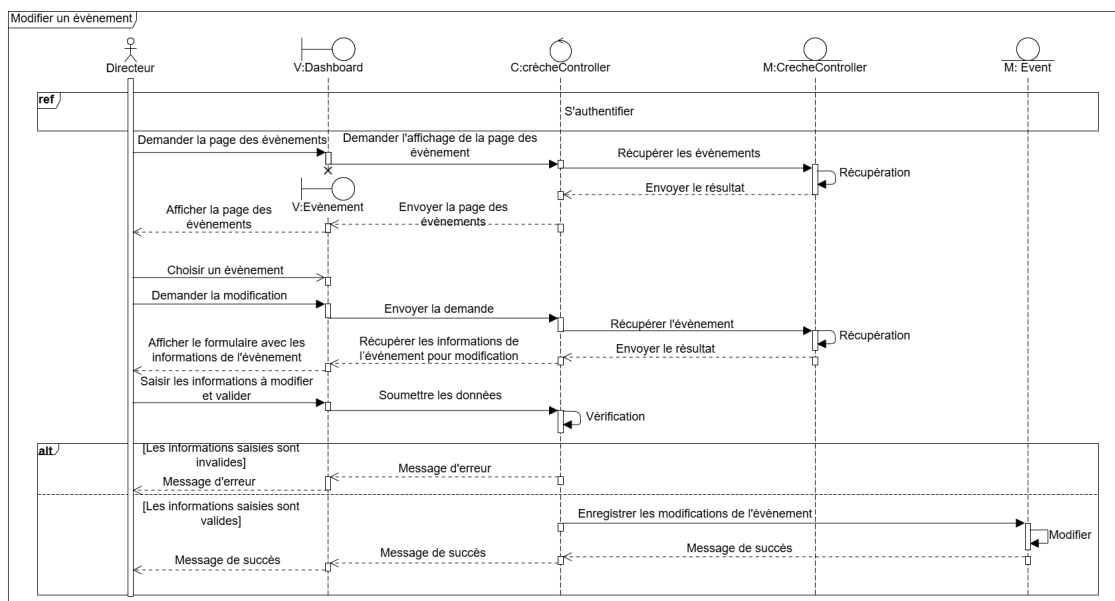 Modifier un évènement
Directeur
V:Dashboard
C:crècheController
M:CrecheController
M: Event
ref
S'authentifier
Demander la page des évènements
Demander l'affichage de la page des
évènement
Récupérer les évènements
Récupération
Envoyer le résultat
V:Evènement
Envoyer la page des
évènements
Afficher la page des
évènements
Choisir un évènement
Demander la modification
Envoyer la demande
Récupérer l'évènement
Récupération
Envoyer le résultat
Récupérer les informations de
l'événement pour modification
Afficher le formulaire avec les
informations de l'évènement
Saisir les informations à modifier
et valider
Soumettre les données
Vérification
alt
[Les informations saisies sont
invalides]
Message d'erreur
Message d'erreur
[Les informations saisies sont
valides]
Enregistrer les modifications de l'évènement
Modifier
Message de succès
Message de succès
Message de succès